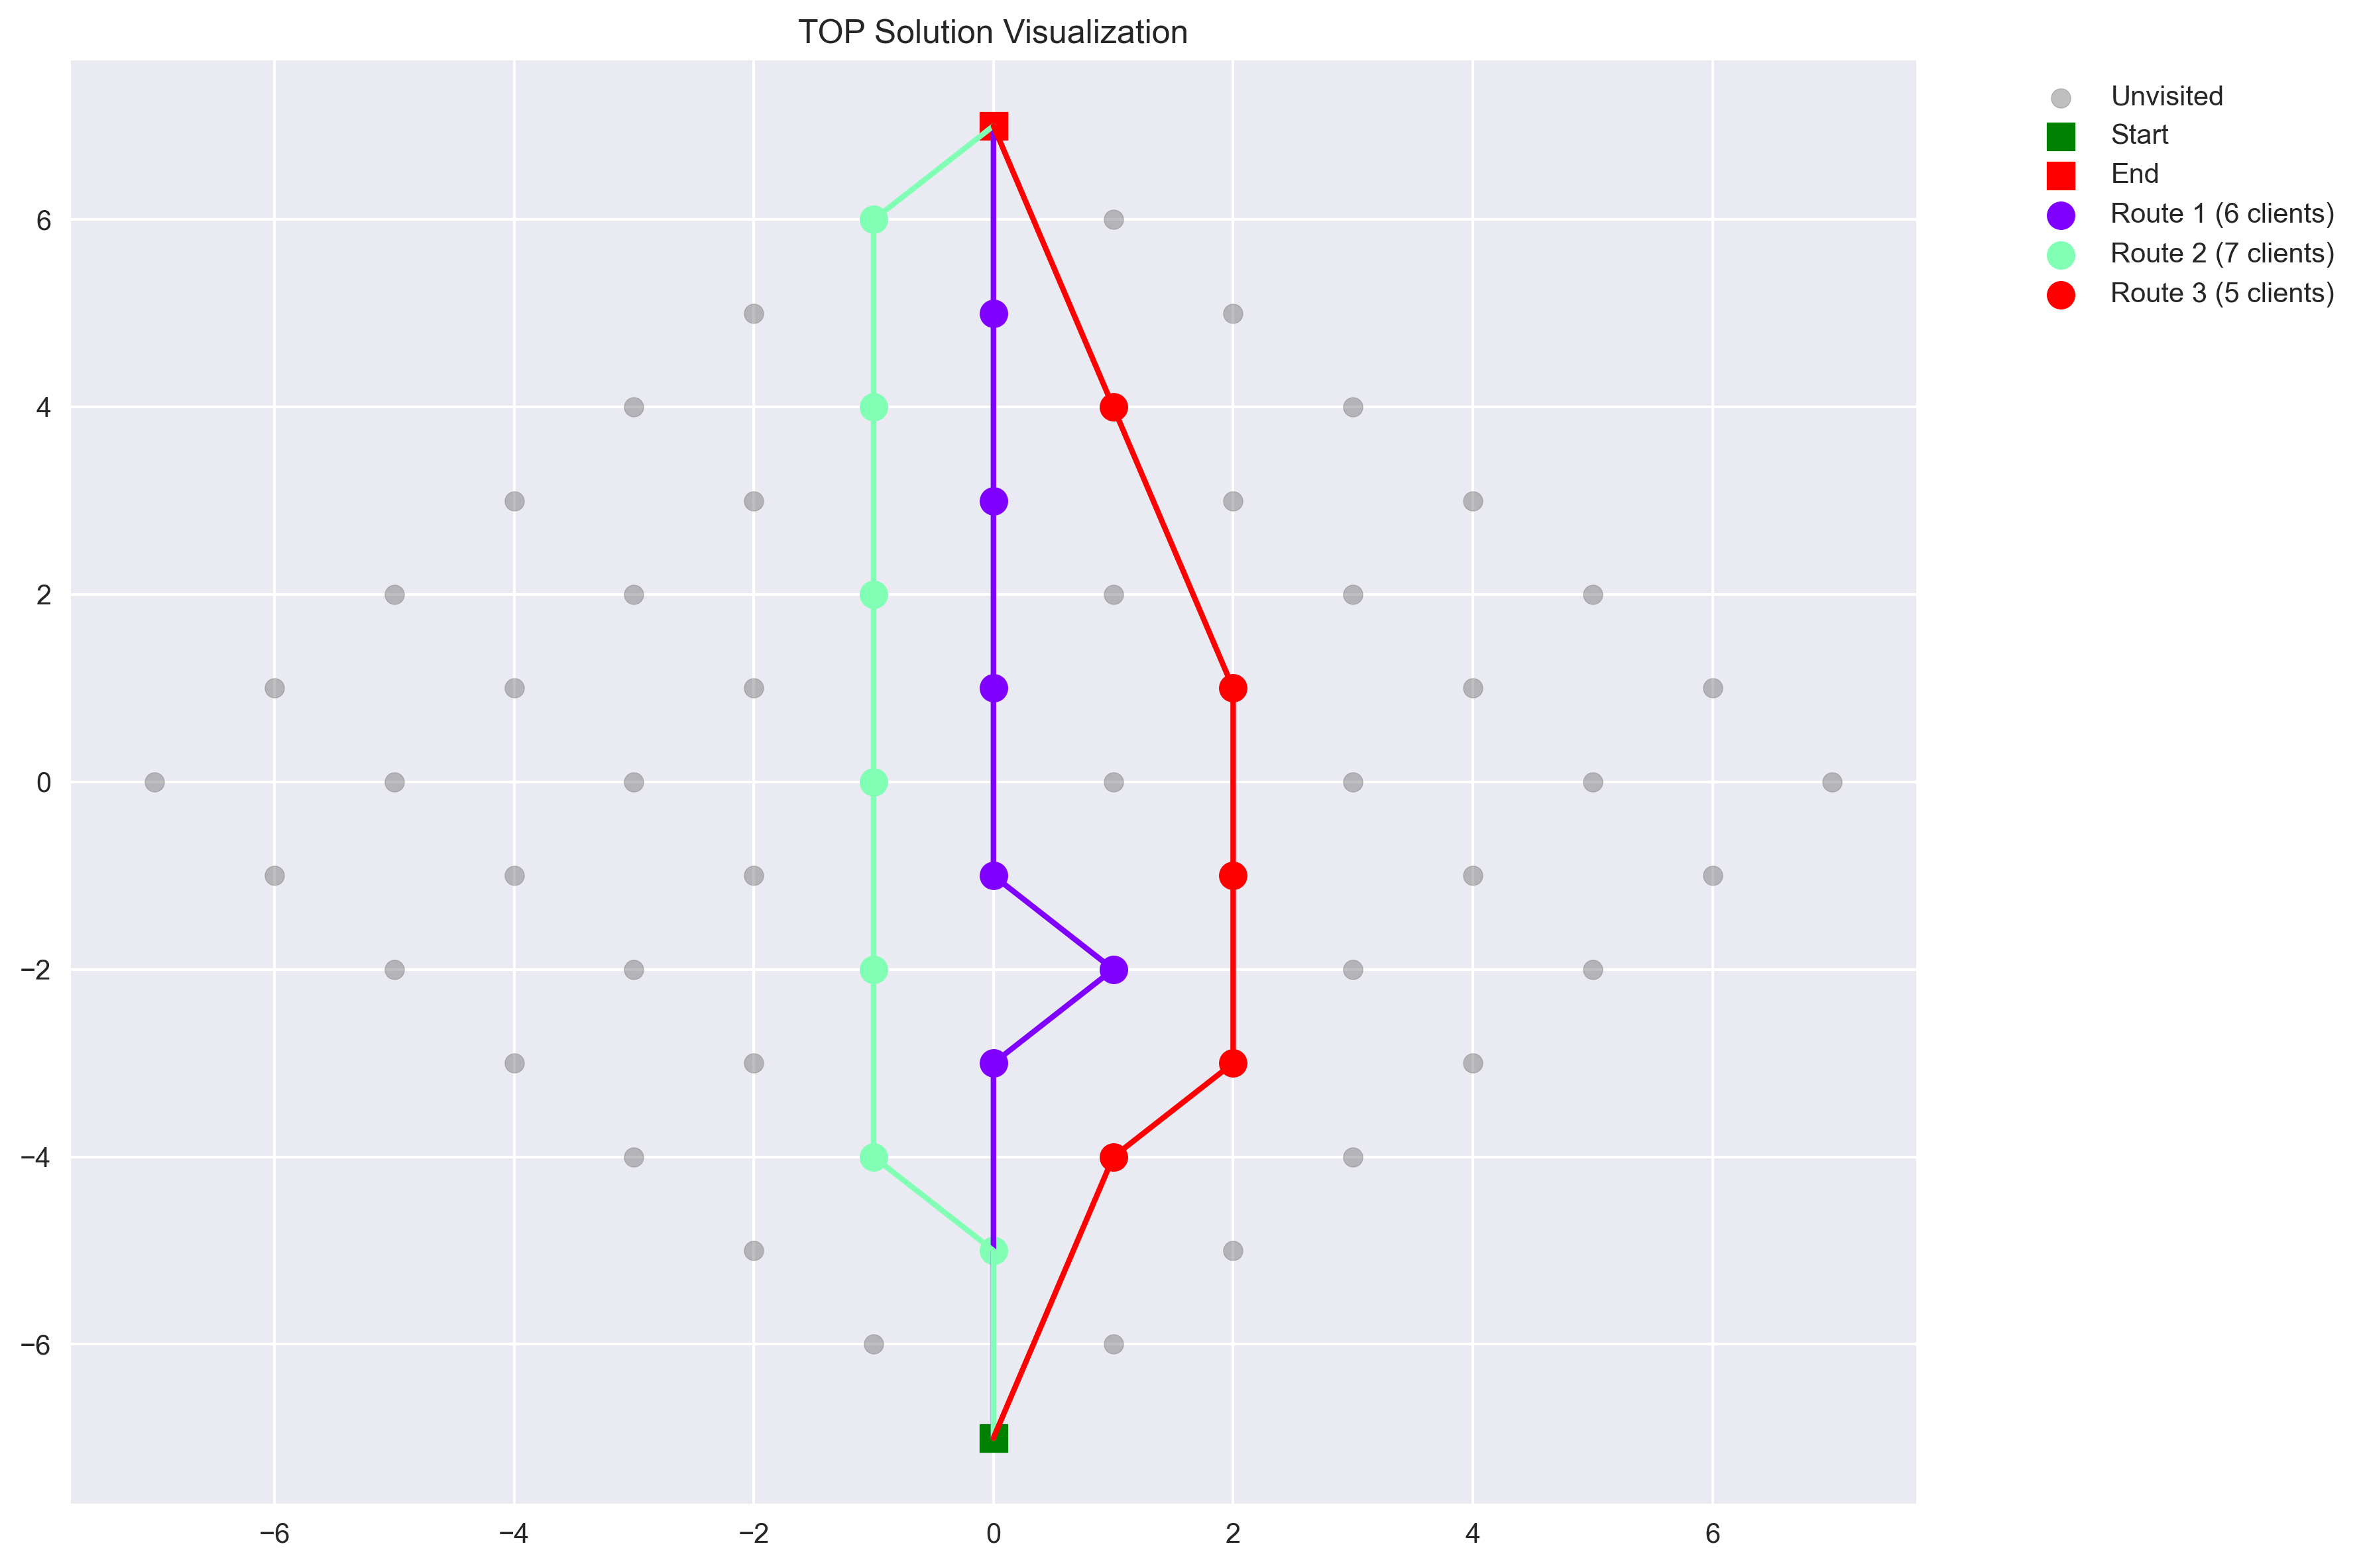 TOP Solution Visualization
Unvisited
Start
End
Route 1 (6 clients)
Route 2 (7 clients)
Route 3 (5 clients)
6
4
2
0
−2
−4
−6
−6
−4
−2
0
2
4
6